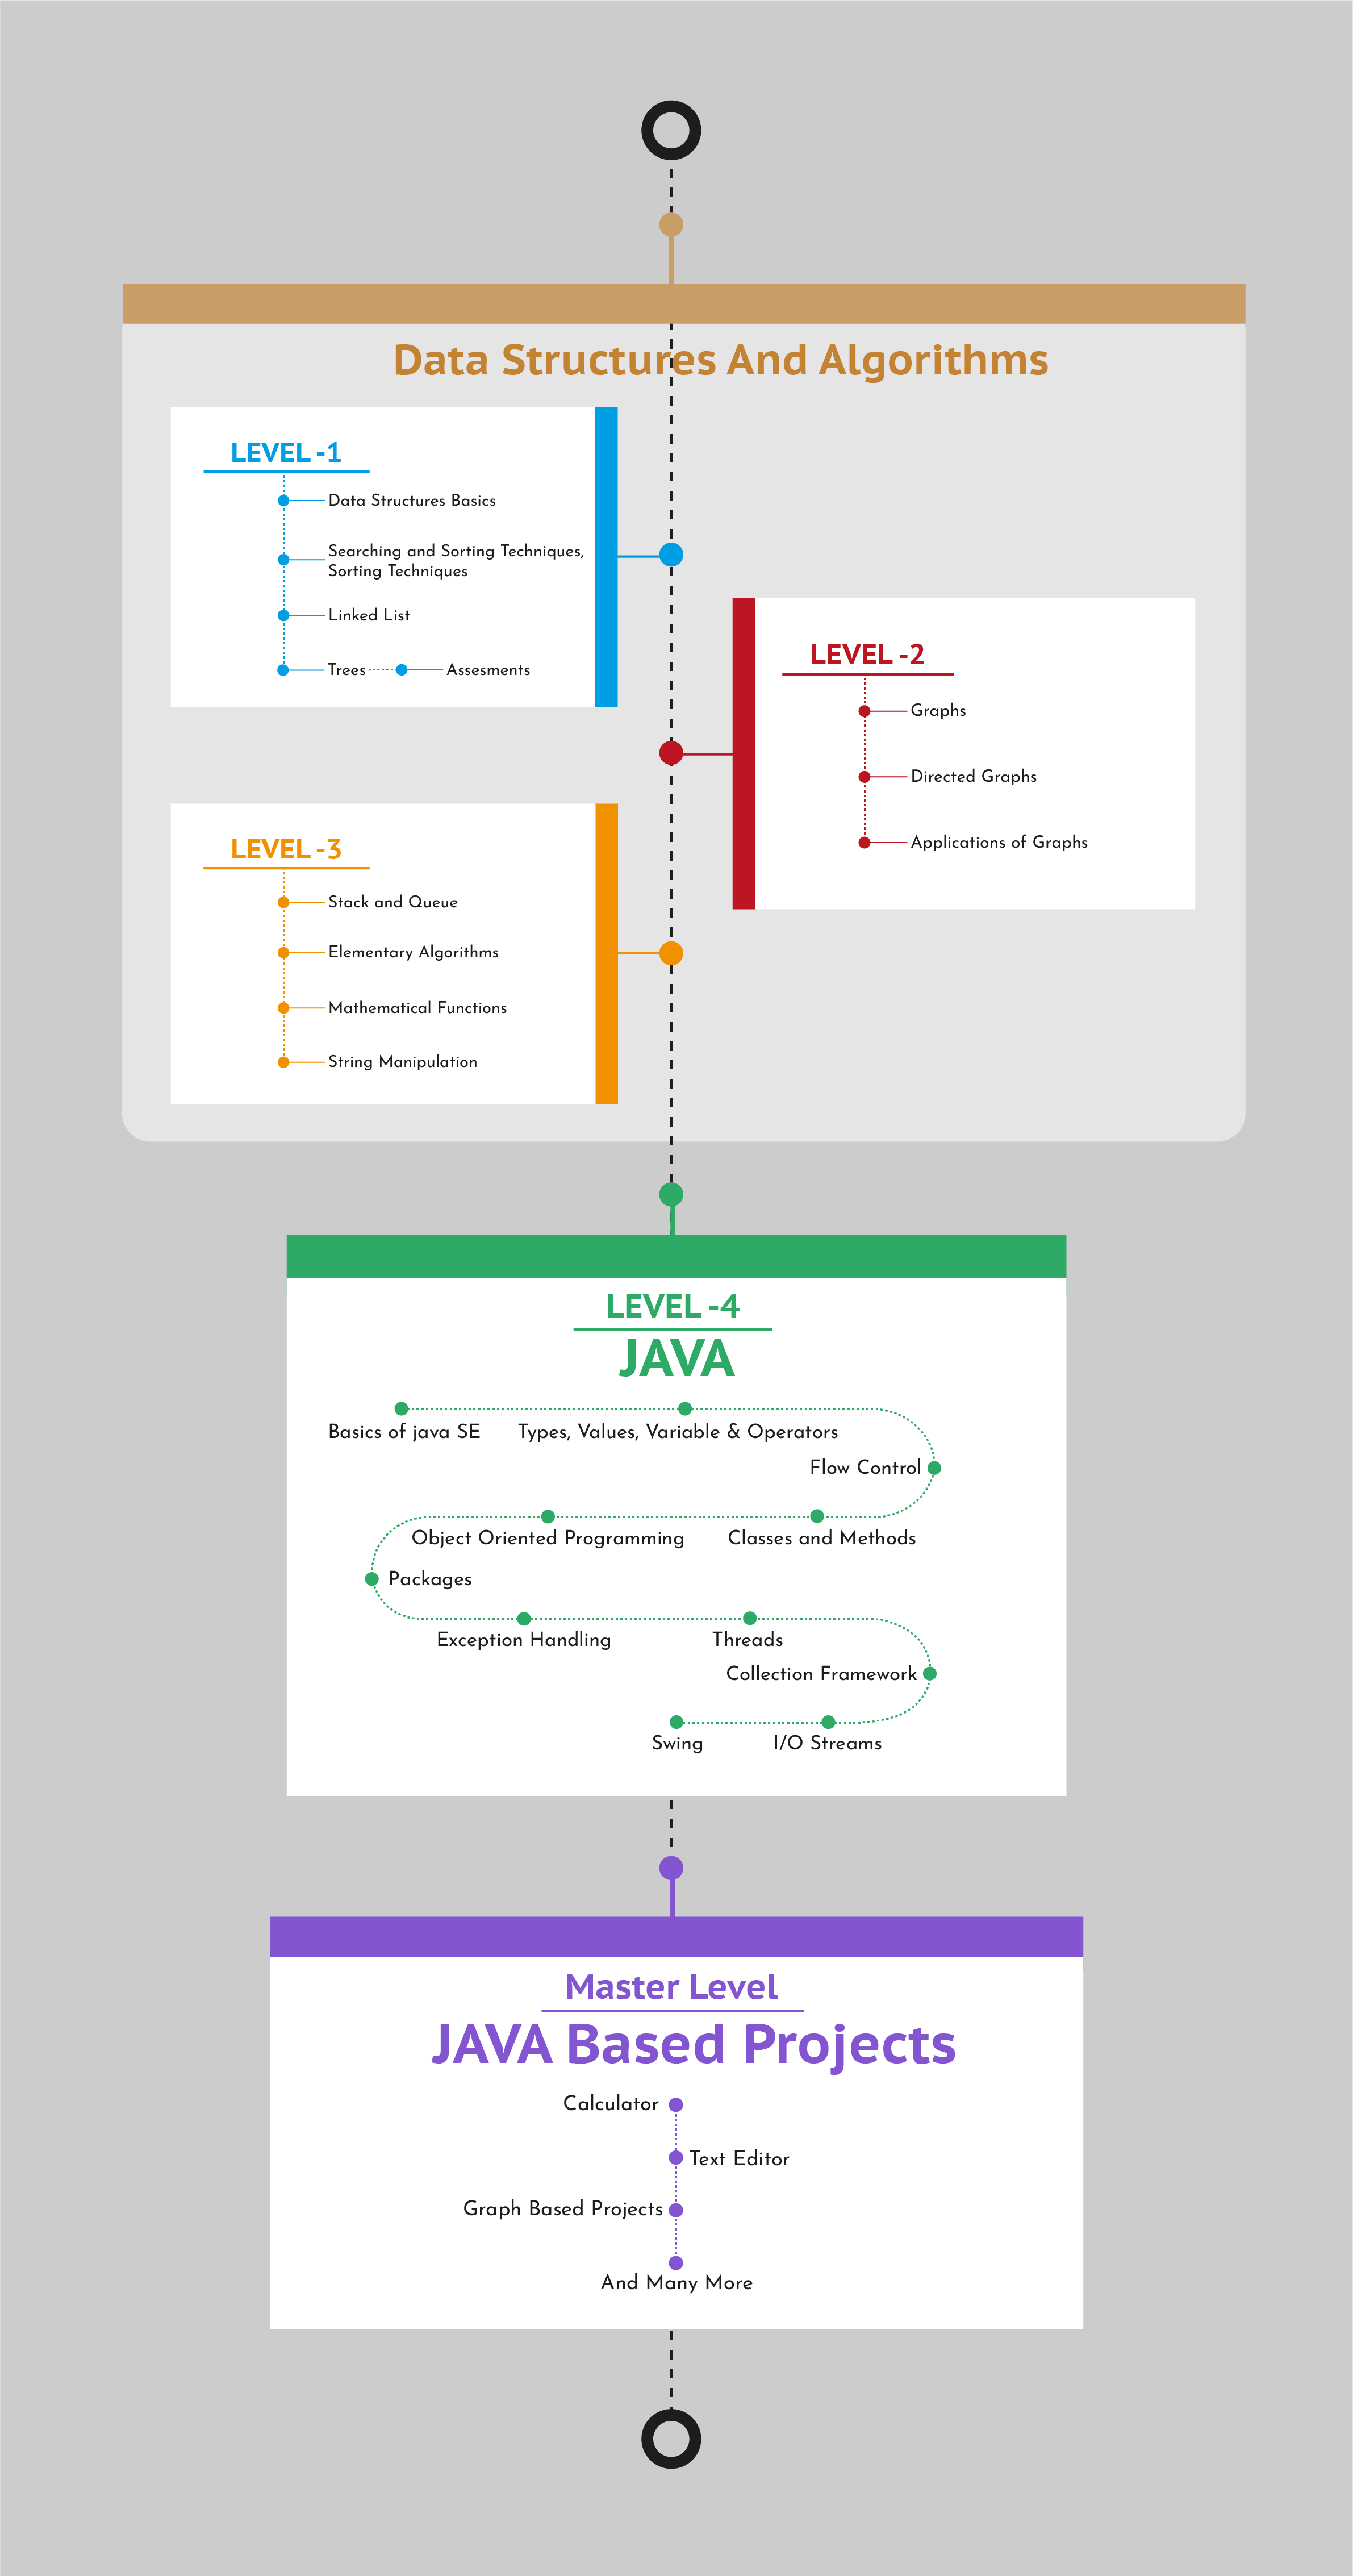 Data Structures And Algorithms
LEVEL -1
Data Structures Basics
Searching and Sorting Techniques,
Sorting Techniques
Linked List
Trees Assesments
LEVEL -2
Graphs
Directed Graphs
Applications of Graphs
LEVEL -3
Stack and Queue
Elementary Algorithms
Mathematical Functions
String Manipulation
LEVEL -4
JAVA
Basics of java SE Types, Values, Variable & Operators
Flow Control
Object Oriented Programming Classes and Methods
Packages
Exception Handling Threads
Collection Framework
Swing I/O Streams
Master Level
JAVA Based Projects
Calculator
Text Editor
Graph Based Projects
And Many More